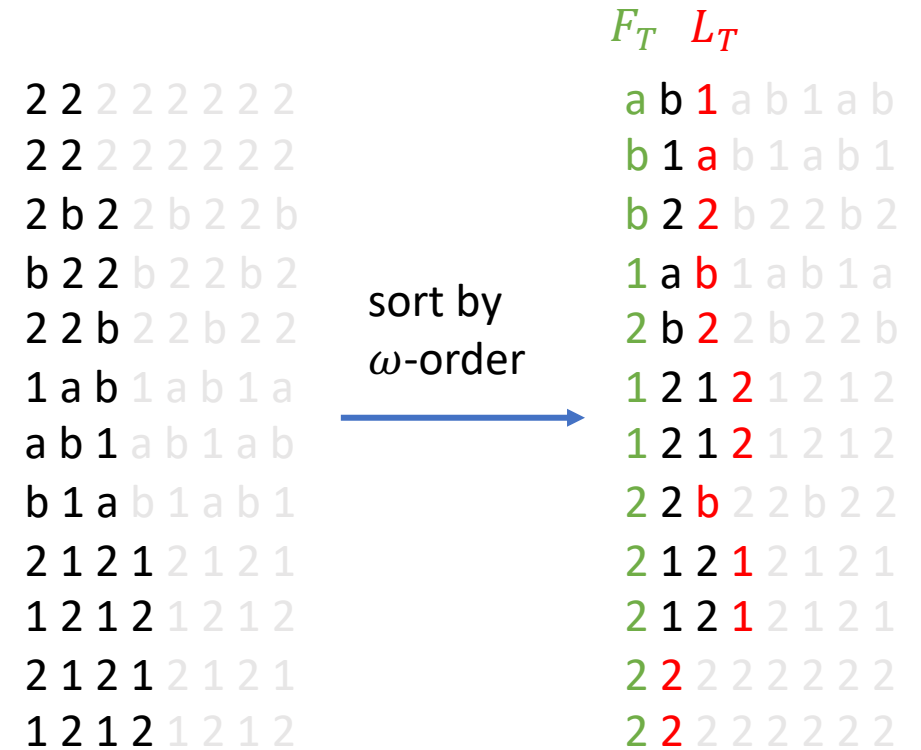 F_T L_T
2 2 2 2 2 2 2 2
2 2 2 2 2 2 2 2
2 b 2 2 b 2 2 b
b 2 2 b 2 2 b 2
2 2 b 2 2 b 2 2
1 a b 1 a b 1 a
a b 1 a b 1 a b
b 1 a b 1 a b 1
2 1 2 1 2 1 2 1
1 2 1 2 1 2 1 2
2 1 2 1 2 1 2 1
1 2 1 2 1 2 1 2
sort by
ω-order
a b 1 a b 1 a b
b 1 a b 1 a b 1
b 2 2 b 2 2 b 2
1 a b 1 a b 1 a
2 b 2 2 b 2 2 b
1 2 1 2 1 2 1 2
1 2 1 2 1 2 1 2
2 2 b 2 2 b 2 2
2 1 2 1 2 1 2 1
2 1 2 1 2 1 2 1
2 2 2 2 2 2 2 2
2 2 2 2 2 2 2 2